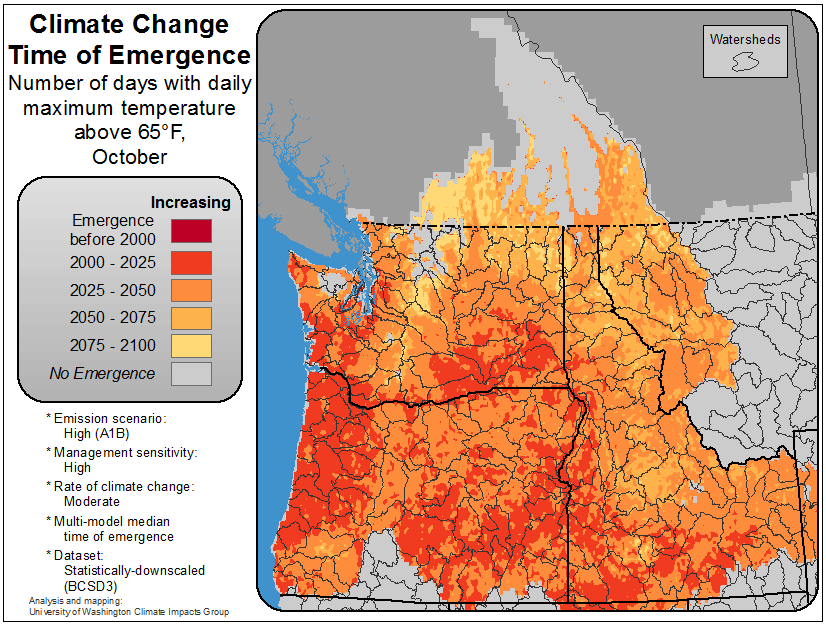 Climate Change
Time of Emergence
Number of days with daily
maximum temperature
above 65°F,
October
Increasing
Emergence
before 2000
2000 - 2025
2025 - 2050
2050 - 2075
2075 - 2100
No Emergence
* Emission scenario:
High (A1B)
* Management sensitivity:
High
* Rate of climate change:
Moderate
* Multi-model median
time of emergence
* Dataset:
Statistically-downscaled
(BCSD3)
Analysis and mapping:
University of Washington Climate Impacts Group
Watersheds